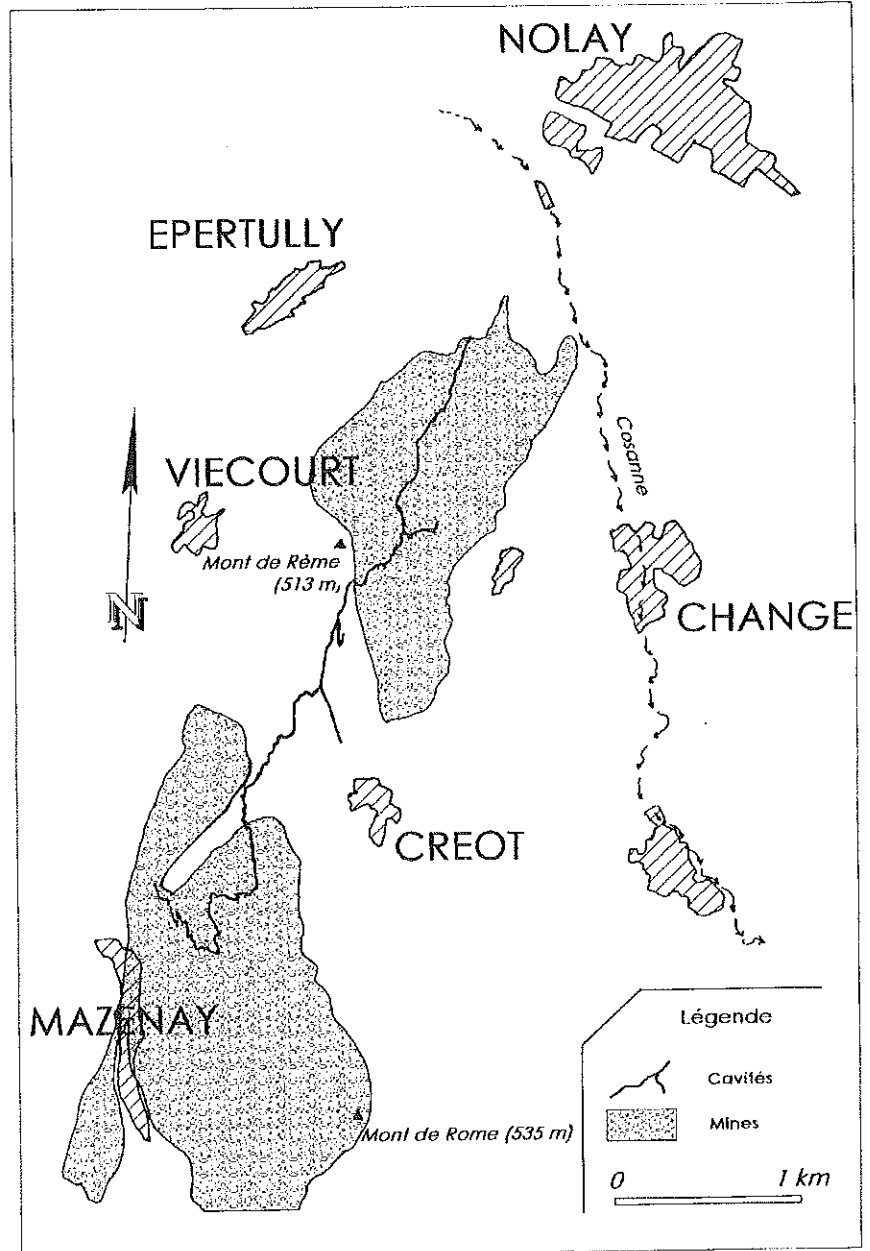 NOLAY
EPERTULLY
Cosanne
VIECOURT
Mont de Rème
(513 m)
N
CHANGE
CREOT
MAZENAY
Légende
Cavités
Mines
Mont de Rome (535 m)
0 1 km